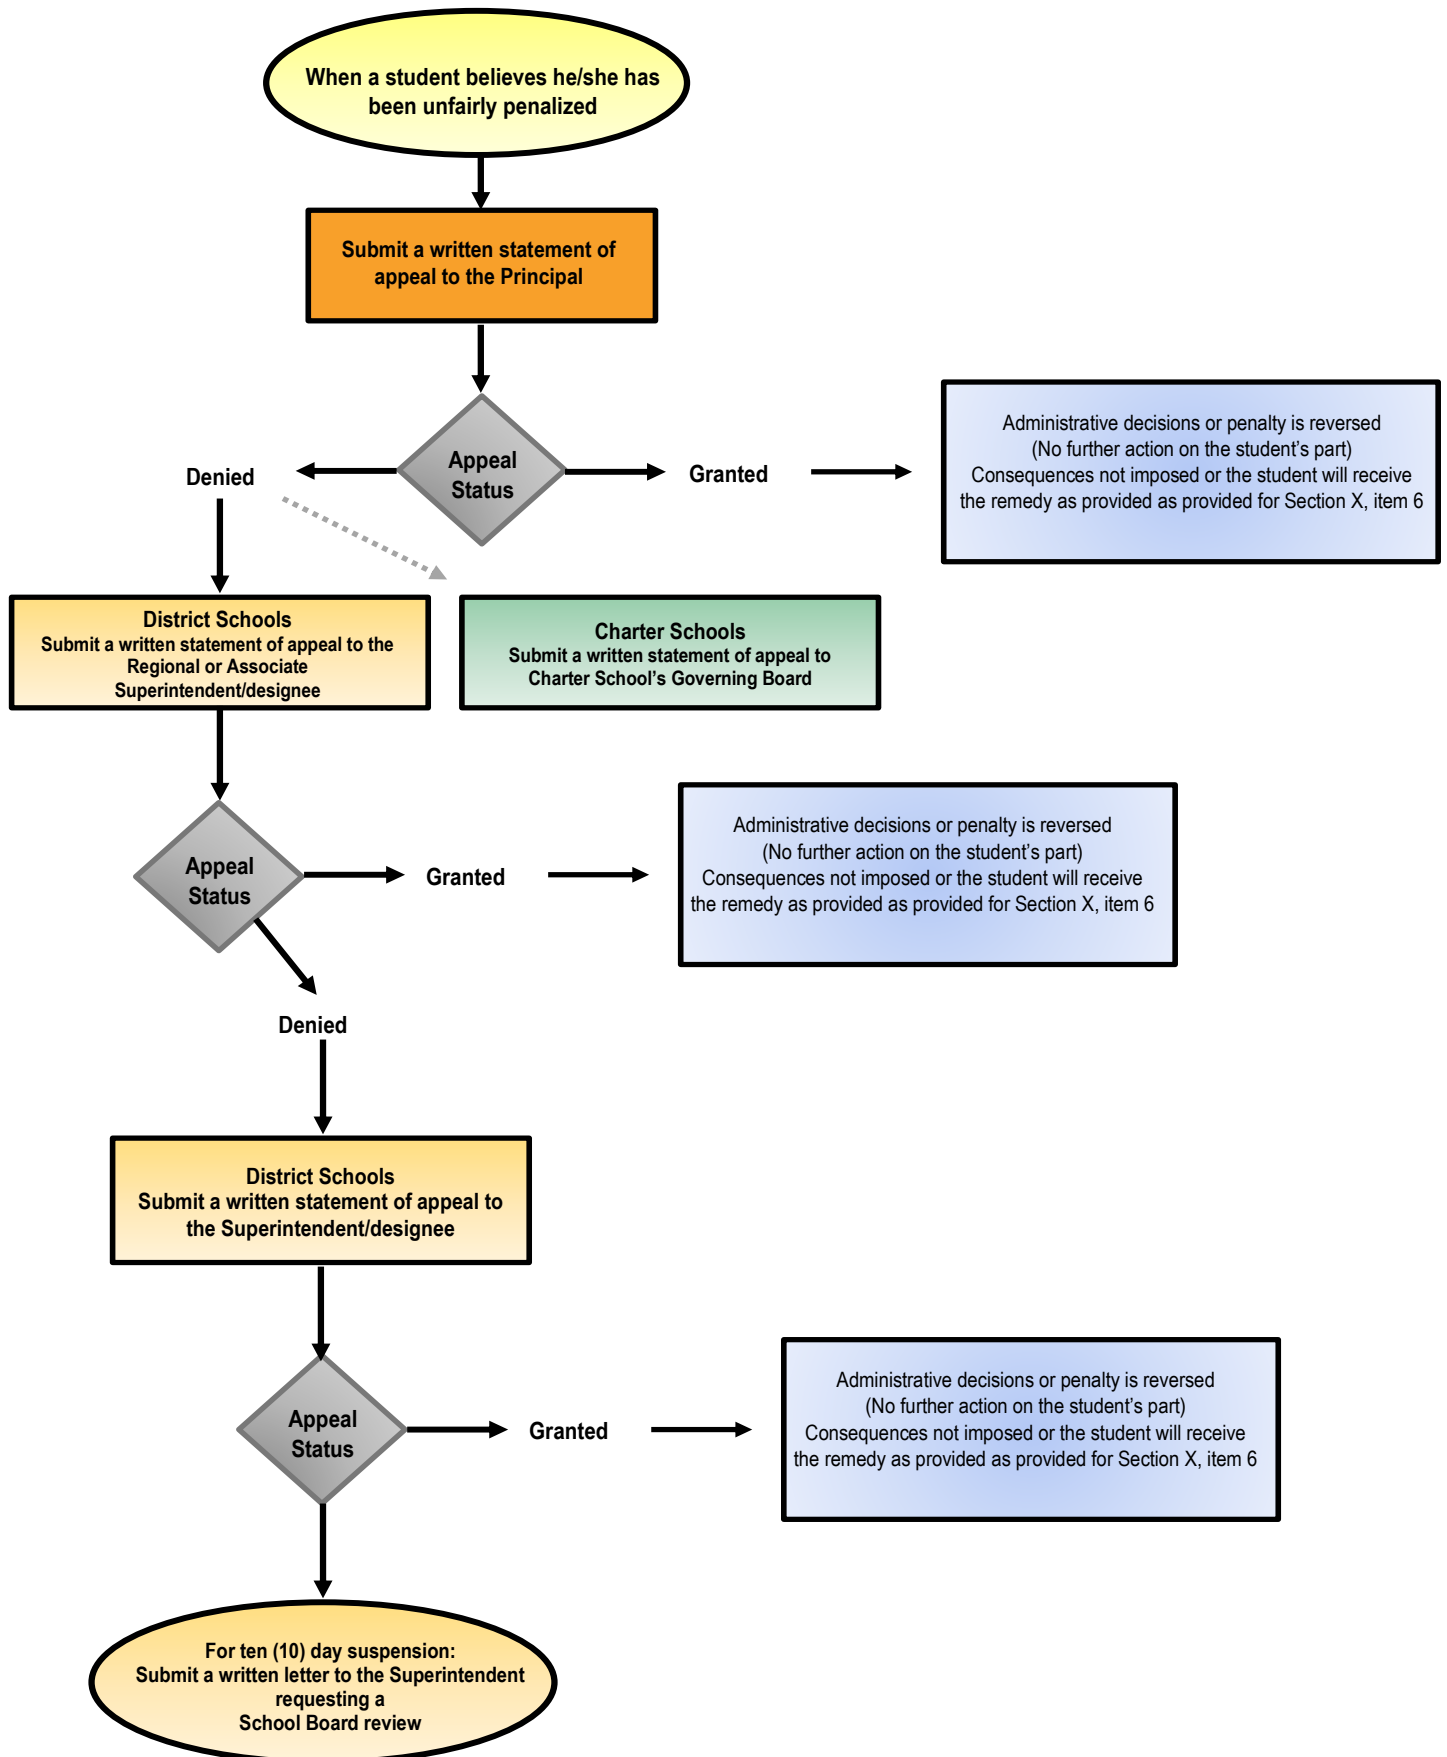 When a student believes he/she has
been unfairly penalized
Submit a written statement of
appeal to the Principal
Appeal
Status
Denied
Granted
Administrative decisions or penalty is reversed
(No further action on the student's part)
Consequences not imposed or the student will receive
the remedy as provided as provided for Section X, item 6
District Schools
Submit a written statement of appeal to the
Regional or Associate
Superintendent/designee
Charter Schools
Submit a written statement of appeal to
Charter School's Governing Board
Appeal
Status
Granted
Administrative decisions or penalty is reversed
(No further action on the student's part)
Consequences not imposed or the student will receive
the remedy as provided as provided for Section X, item 6
Denied
District Schools
Submit a written statement of appeal to
the Superintendent/designee
Appeal
Status
Granted
Administrative decisions or penalty is reversed
(No further action on the student's part)
Consequences not imposed or the student will receive
the remedy as provided as provided for Section X, item 6
For ten (10) day suspension:
Submit a written letter to the Superintendent
requesting a
School Board review